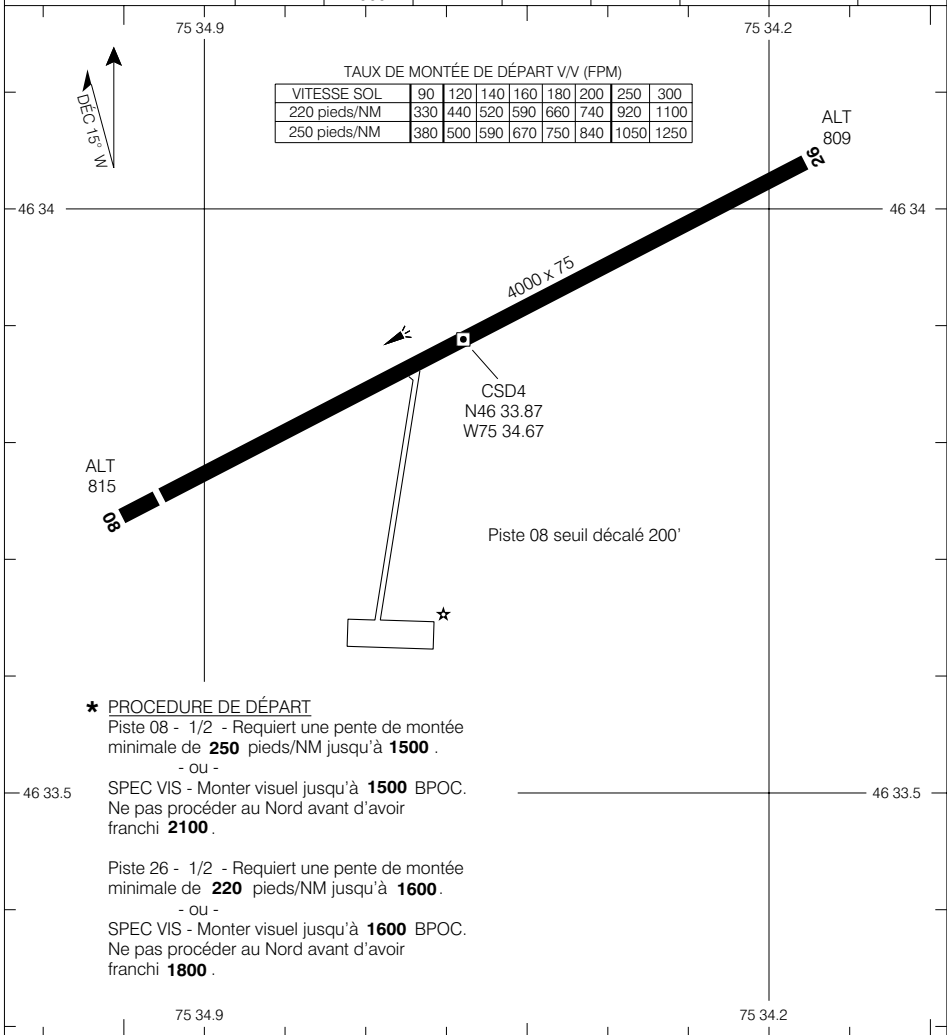 75 34.9
75 34.2
DÉC 15° W
TAUX DE MONTÉE DE DÉPART V/V (FPM)
VITESSE SOL 90 120 140 160 180 200 250 300
220 pieds/NM 330 440 520 590 660 740 920 1100
250 pieds/NM 380 500 590 670 750 840 1050 1250
ALT
809
26
46 34
46 34
4000 x 75
CSD4
N46 33.87
W75 34.67
ALT
815
08
Piste 08 seuil décalé 200'
* PROCEDURE DE DÉPART
Piste 08 - 1/2 - Requiert une pente de montée
minimale de 250 pieds/NM jusqu'à 1500 .
- ou -
SPEC VIS - Monter visuel jusqu'à 1500 BPOC.
Ne pas procéder au Nord avant d'avoir
franchi 2100 .
46 33.5
46 33.5
Piste 26 - 1/2 - Requiert une pente de montée
minimale de 220 pieds/NM jusqu'à 1600 .
- ou -
SPEC VIS - Monter visuel jusqu'à 1600 BPOC.
Ne pas procéder au Nord avant d'avoir
franchi 1800 .
75 34.9
75 34.2